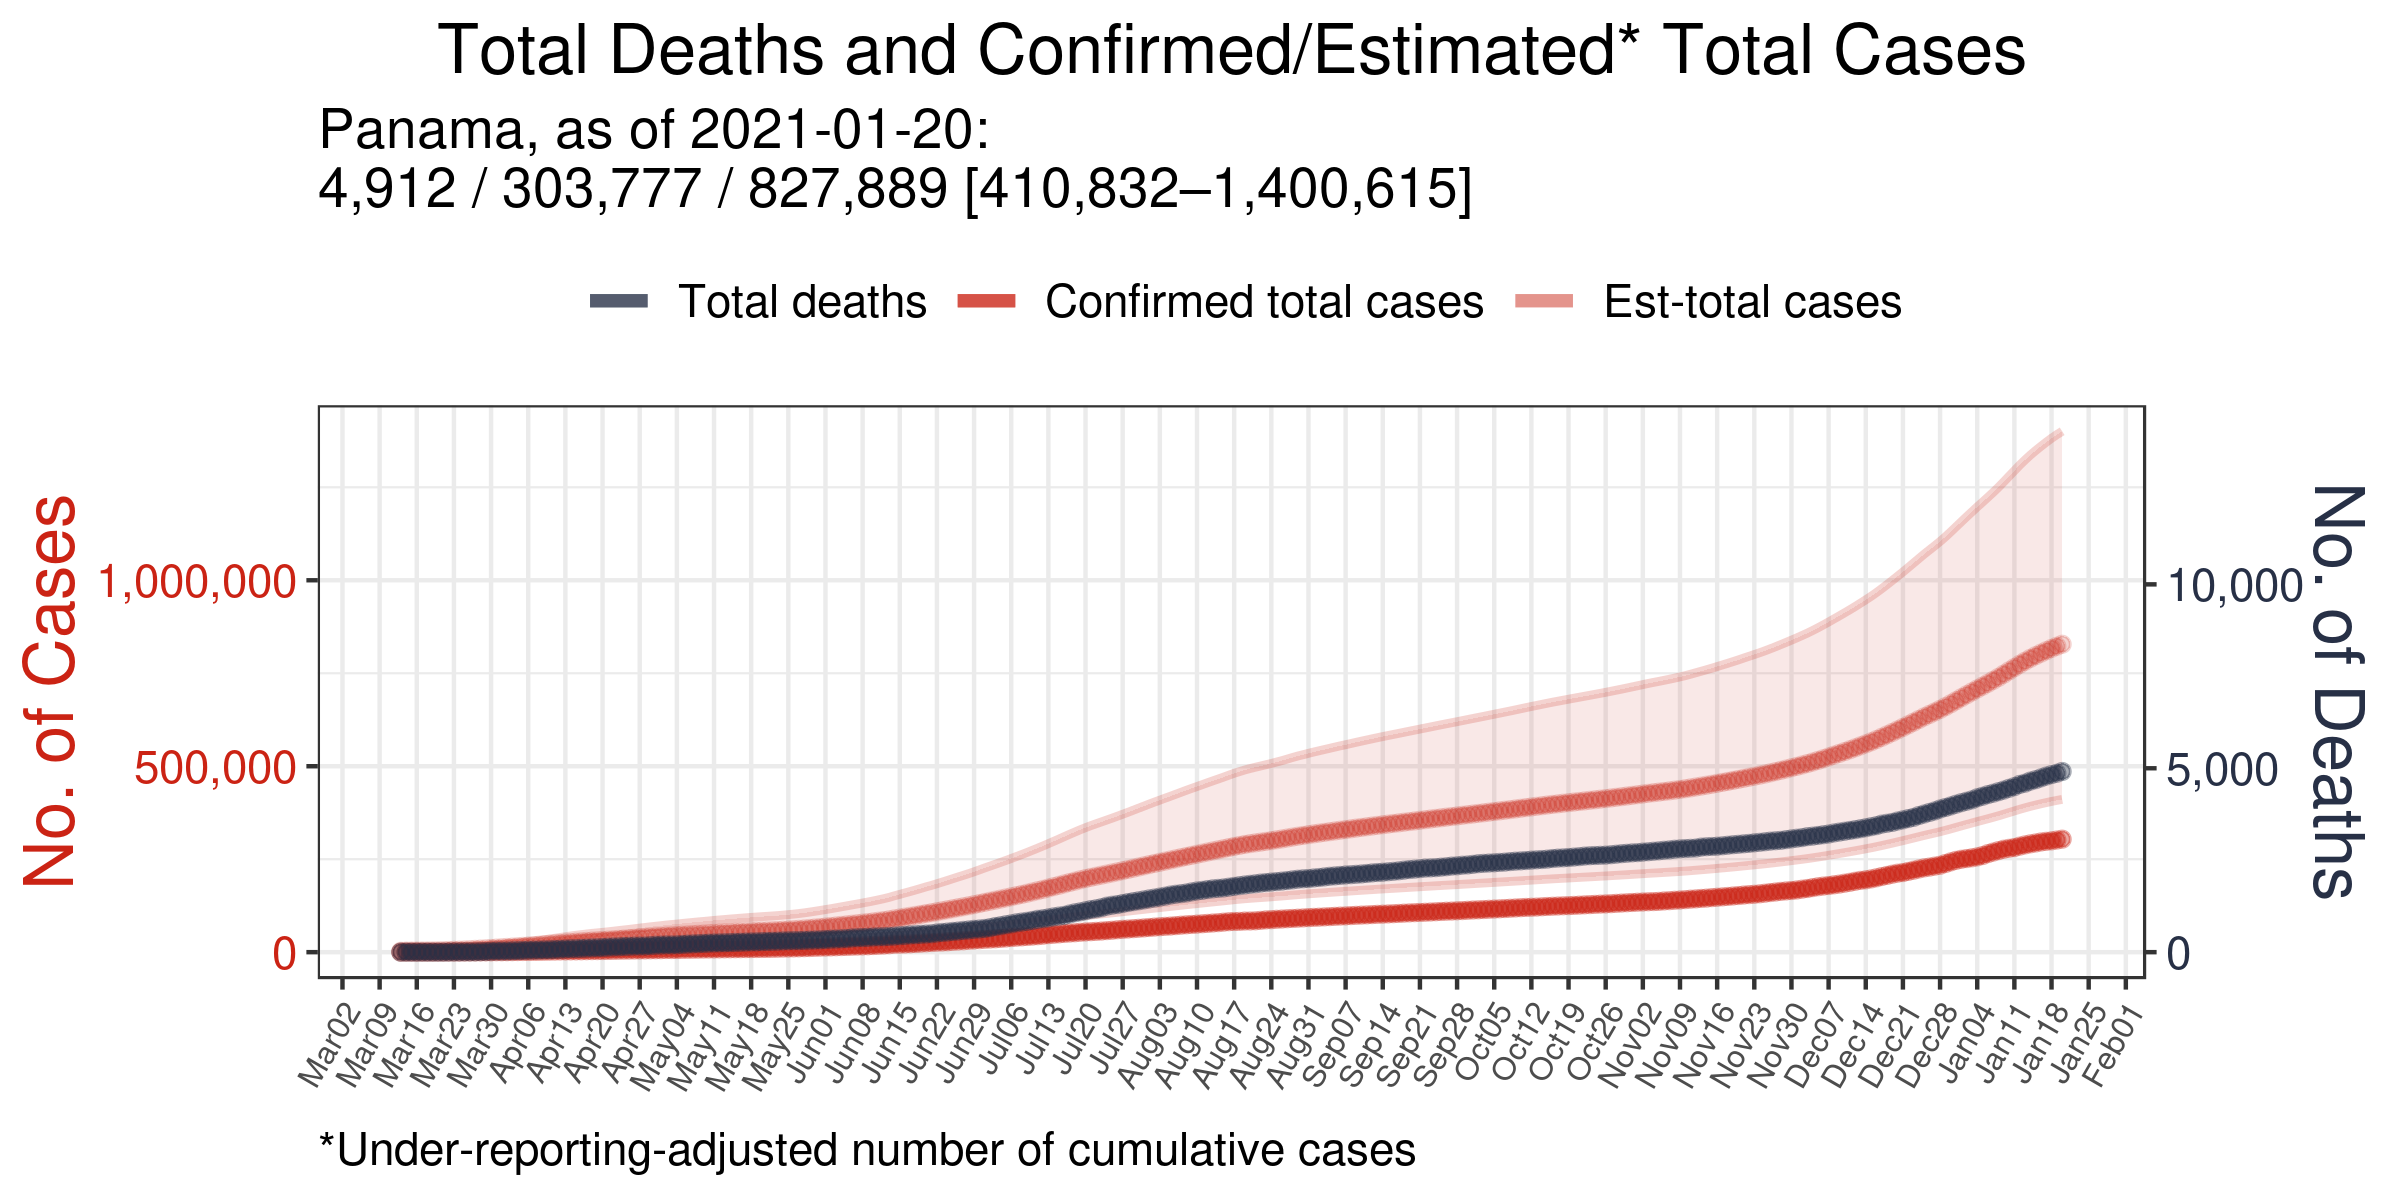 Total Deaths and Confirmed/Estimated* Total Cases
Panama, as of 2021-01-20:
4,912 / 303,777 / 827,889 [410,832–1,400,615]
Total deaths
Confirmed total cases
Est-total cases
No. of Cases
1,000,000
500,000
0
10,000
5,000
0
No. of Deaths
Mar02
Mar09
Mar16
Mar23
Mar30
Apr06
Apr13
Apr20
Apr27
May04
May11
May18
May25
Jun01
Jun08
Jun15
Jun22
Jun29
Jul06
Jul13
Jul20
Jul27
Aug03
Aug10
Aug17
Aug24
Aug31
Sep07
Sep14
Sep21
Sep28
Oct05
Oct12
Oct19
Oct26
Nov02
Nov09
Nov16
Nov23
Nov30
Dec07
Dec14
Dec21
Dec28
Jan04
Jan11
Jan18
Jan25
Feb01
*Under-reporting-adjusted number of cumulative cases